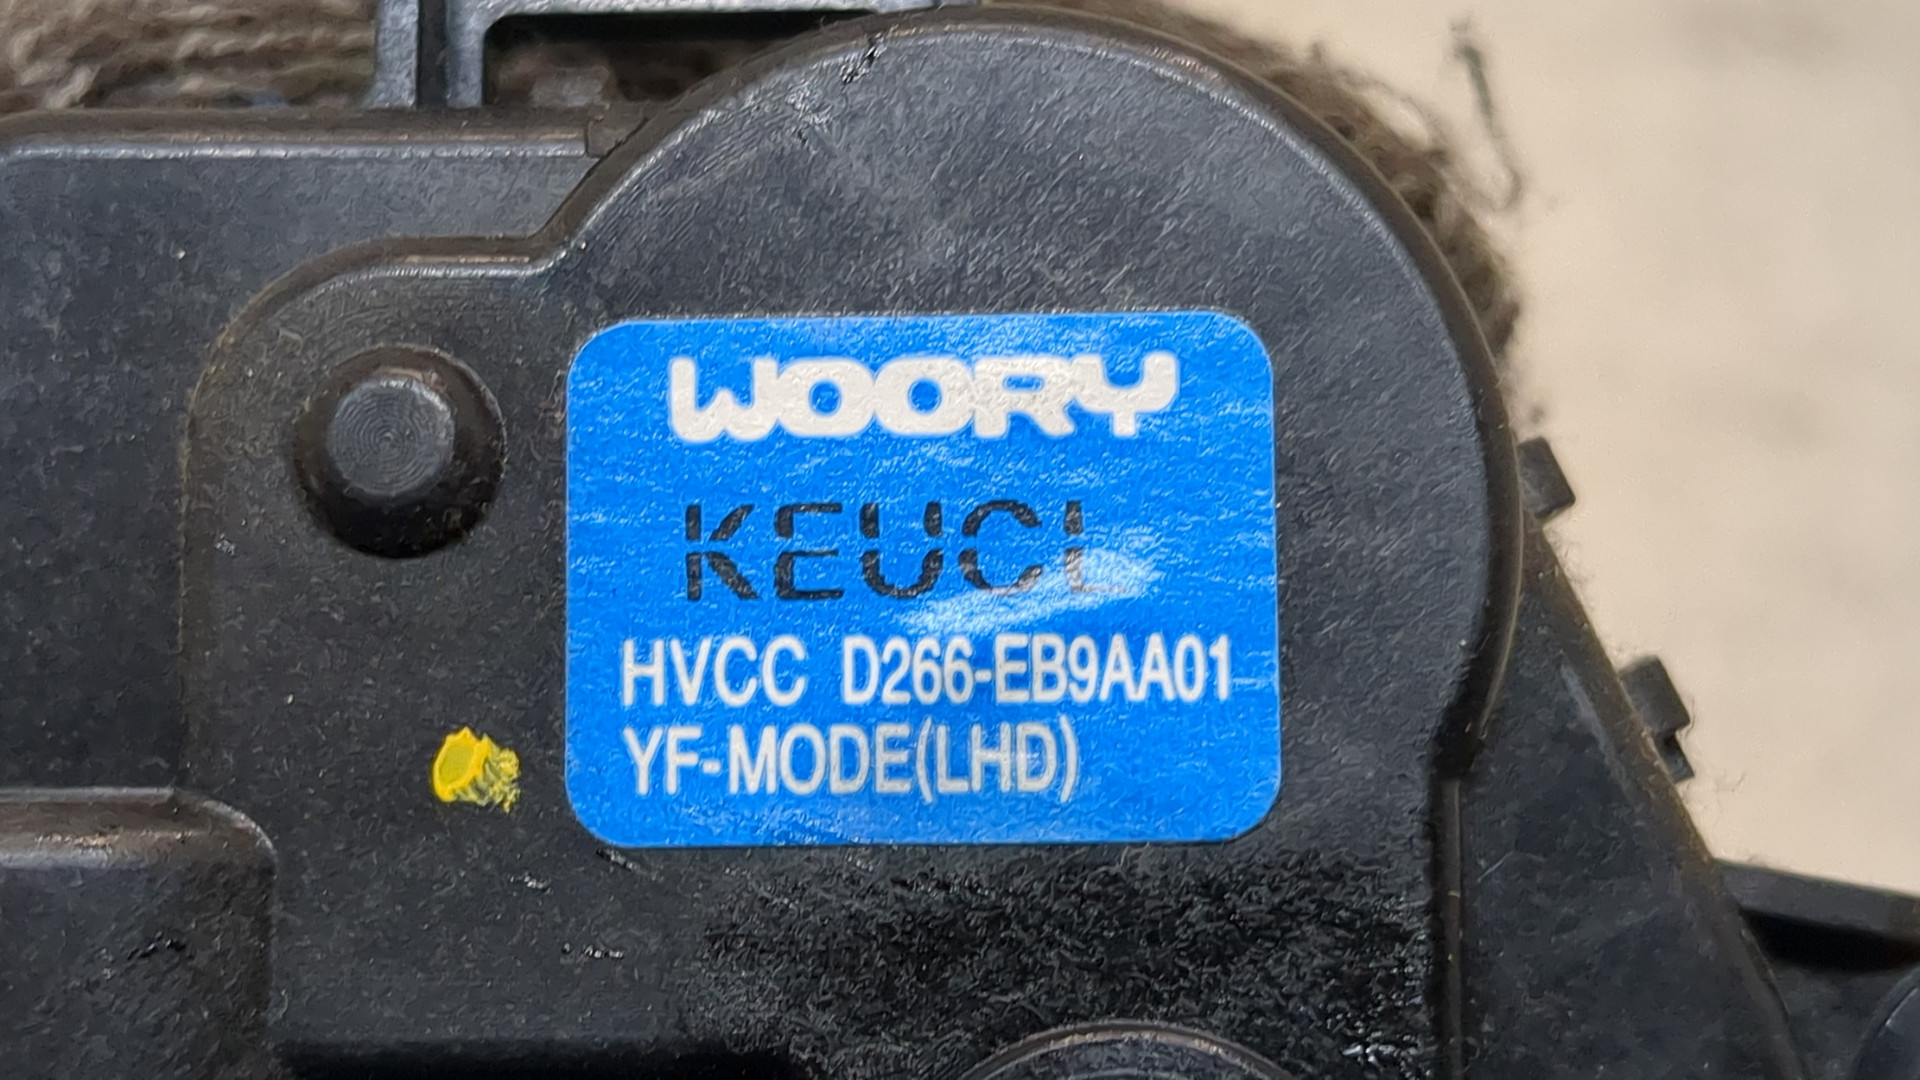 WOORY
KEUCL
HVCC D266-EB9AA01
YF-MODE(LHD)